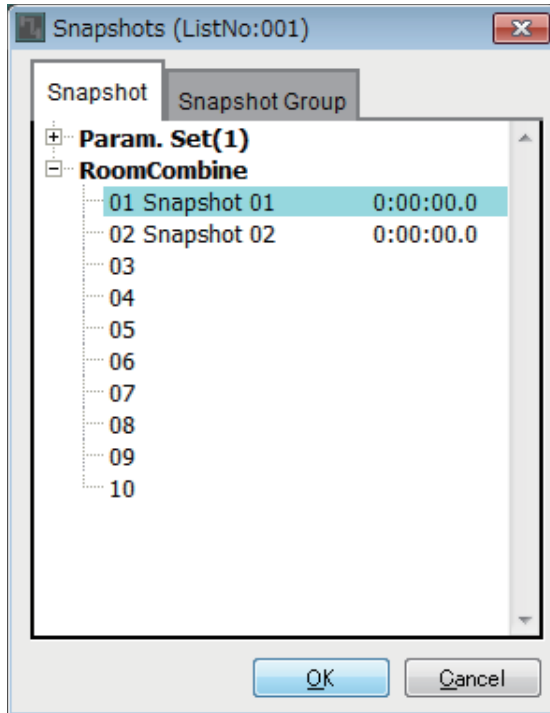 Snapshots (ListNo:001)
Snapshot Snapshot Group
Param. Set(1)
RoomCombine
01 Snapshot 01 0:00:00.0
02 Snapshot 02 0:00:00.0
03
04
05
06
07
08
09
10
OK Cancel